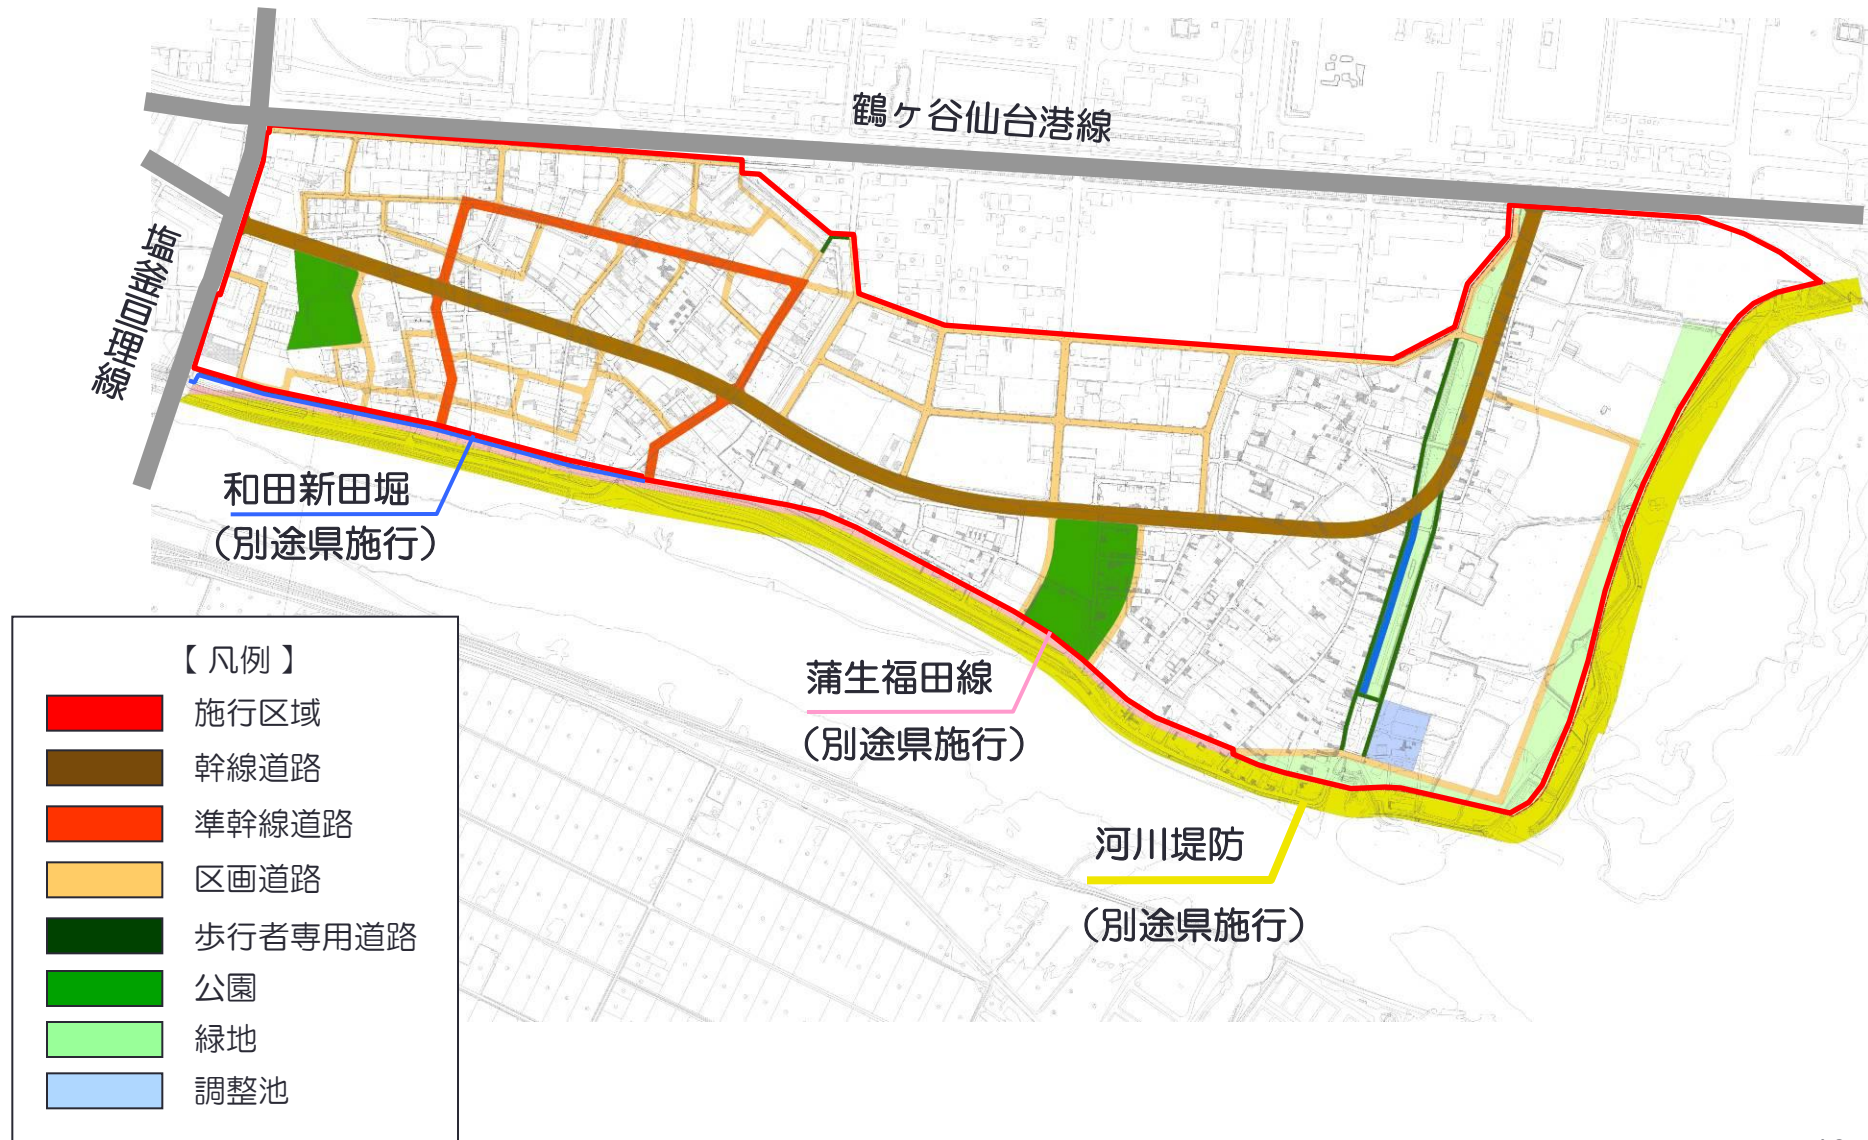 鶴ヶ谷仙台港線
塩釜亘理線
和田新田堀
（別途県施行）
蒲生福田線
（別途県施行）
河川堤防
（別途県施行）
【 凡例 】
施行区域
幹線道路
準幹線道路
区画道路
歩行者専用道路
公園
緑地
調整池